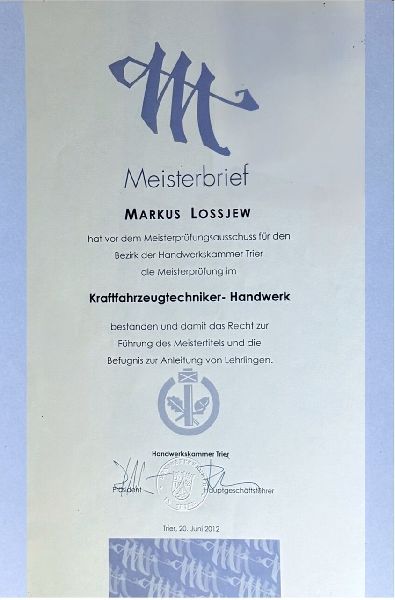 Meisterbrief
MARKUS LOSSJEW
hat vor dem Meisterprüfungsausschuss für den
Bezirk der Handwerkskammer Trier
die Meisterprüfung im
Kraftfahrzeugtechniker- Handwerk
bestanden und damit das Recht zur
Führung des Meistertitels und die
Befugnis zur Anleitung von Lehrlingen.
Handwerkskammer Trier
Präsident Hauptgeschäftsführer
Trier, 20. Juni 2012